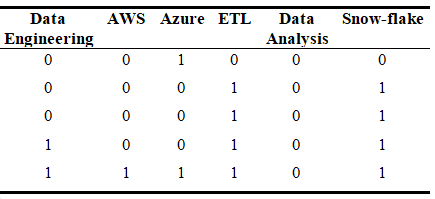 Data Engineering AWS Azure ETL Data Analysis Snow-flake
0 0 1 0 0 0
0 0 0 1 0 1
0 0 0 1 0 1
1 0 0 1 0 1
1 1 1 1 0 1